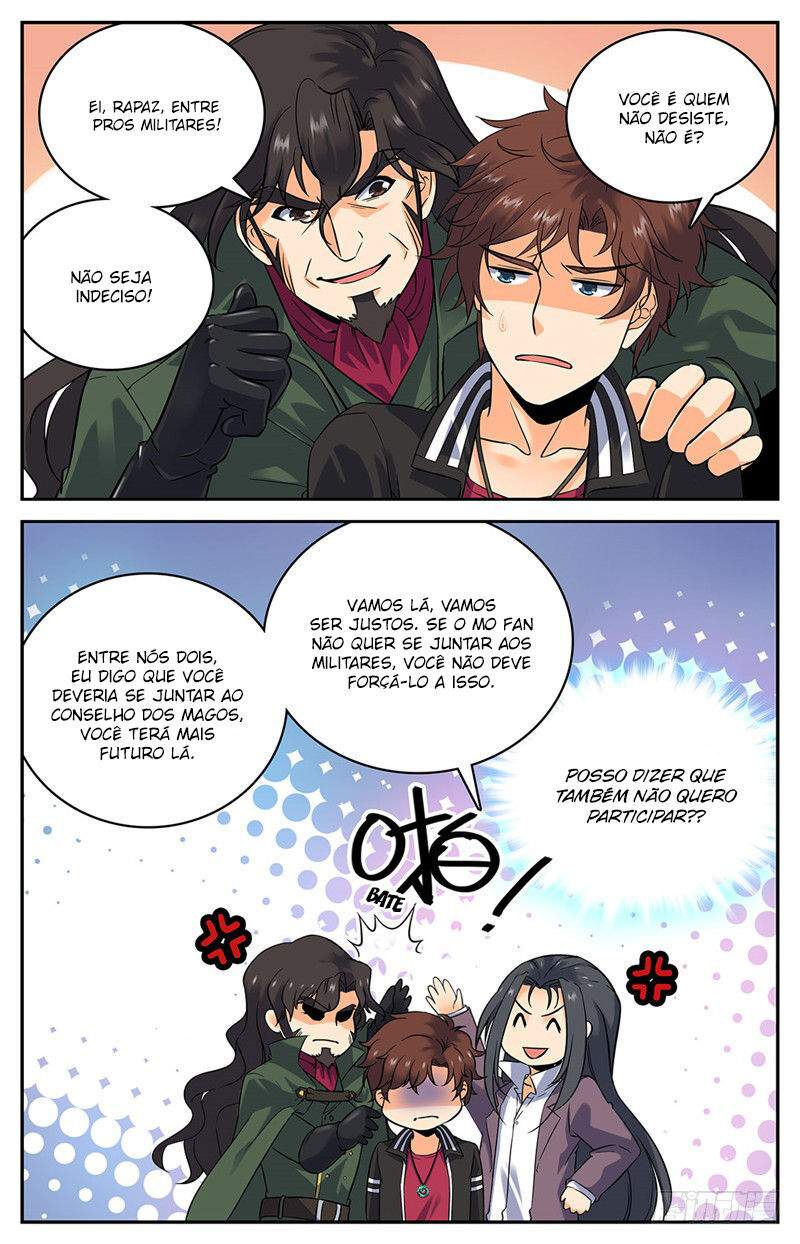 EI, RAPAZ, ENTRE
PROS MILITARES!
VOCÊ É QUEM
NÃO DESISTE,
NÃO É?
NÃO SEJA
INDECISO!
VAMOS LÁ, VAMOS
SER JUSTOS. SE O MO FAN
NÃO QUER SE JUNTAR AOS
MILITARES, VOCÊ NÃO DEVE
FORÇÁ-LO A ISSO.
ENTRE NÓS DOIS,
EU DIGO QUE VOCÊ
DEVERIA SE JUNTAR AO
CONSELHO DOS MAGOS,
VOCÊ TERÁ MAIS
FUTURO LÁ.
POSSO DIZER QUE
TAMBÉM NÃO QUERO
PARTICIPAR??
BATE